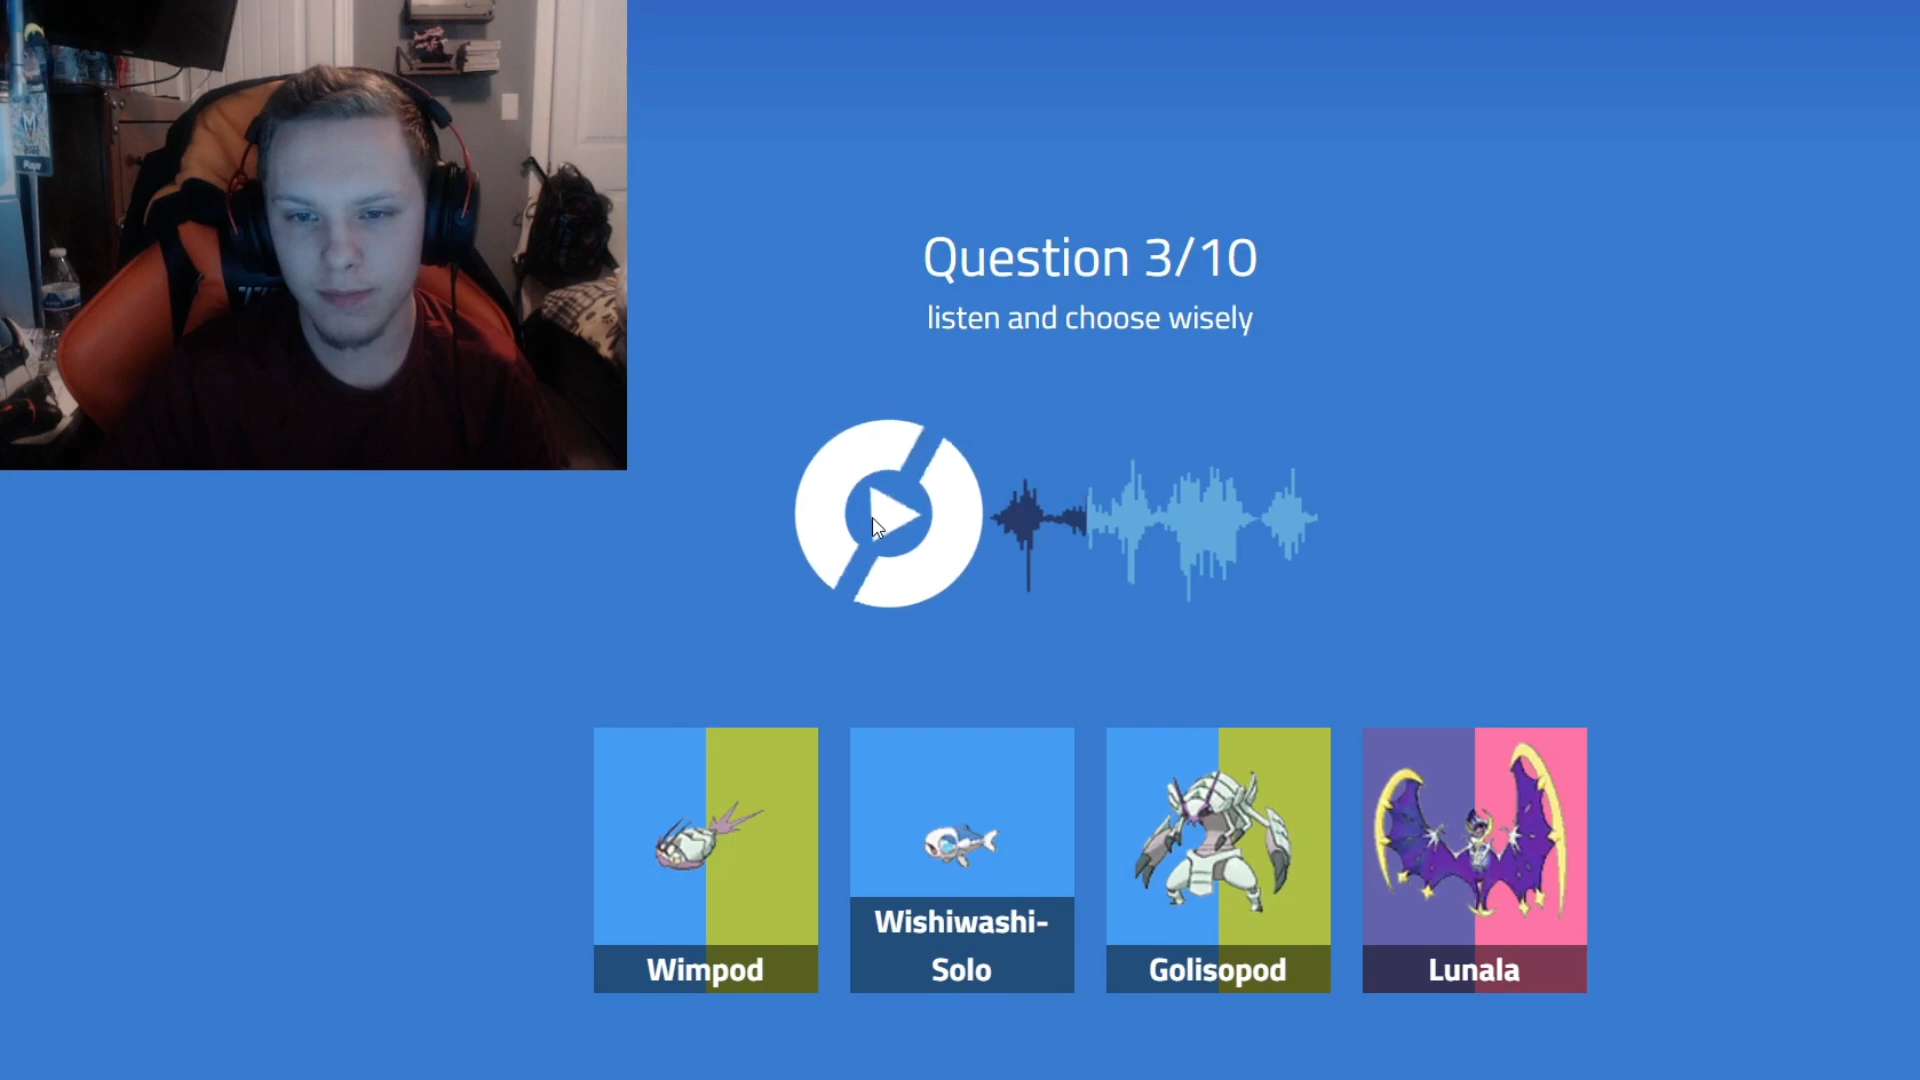 Question 3/10
listen and choose wisely
Wimpod
Wishiwashi-
Solo
Golisopod
Lunala